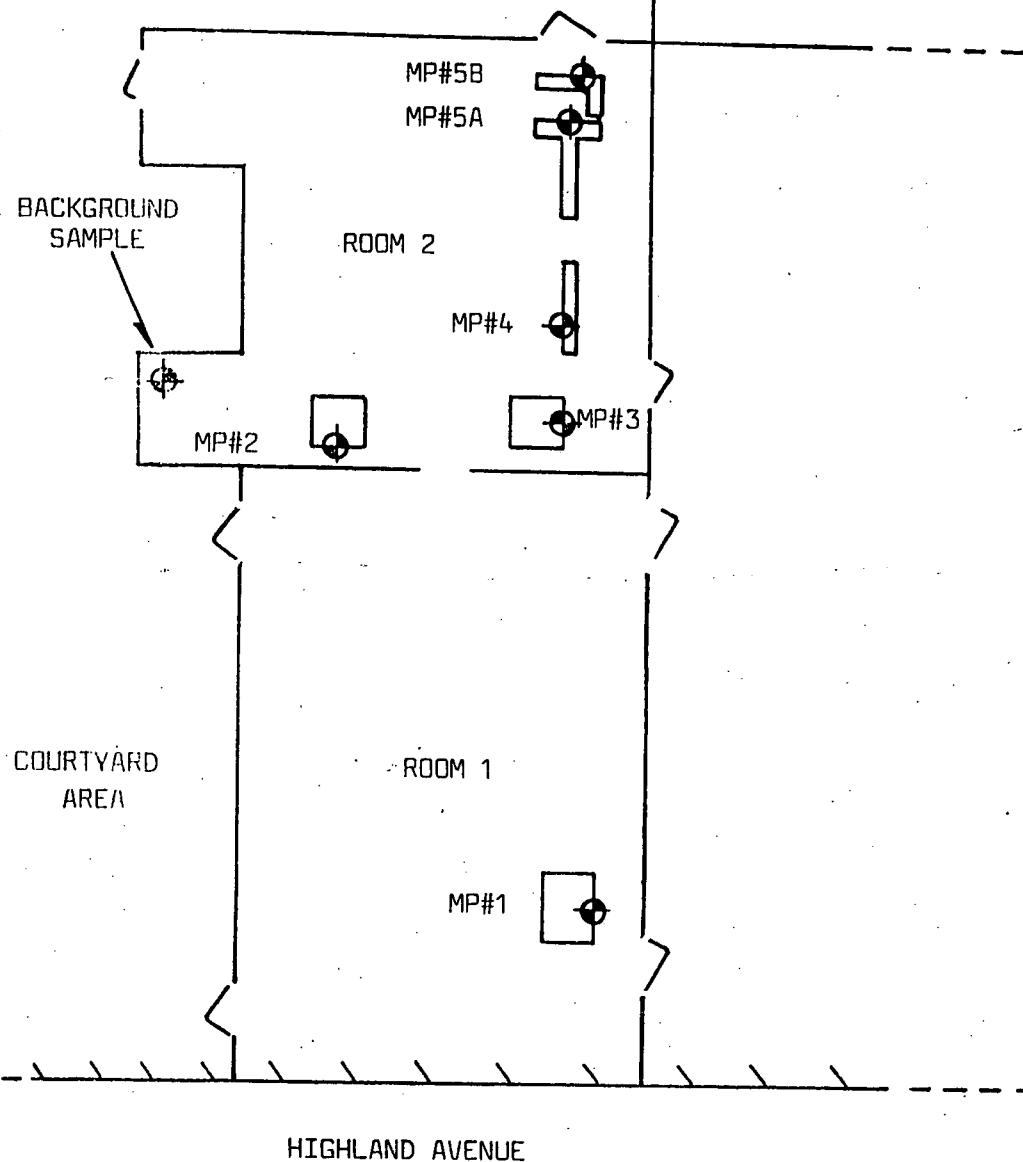 MP#5B
MP#5A
BACKGROUND
SAMPLE
ROOM 2
MP#4
MP#3
MP#2
COURTYARD
AREA
ROOM 1
MP#1
HIGHLAND AVENUE